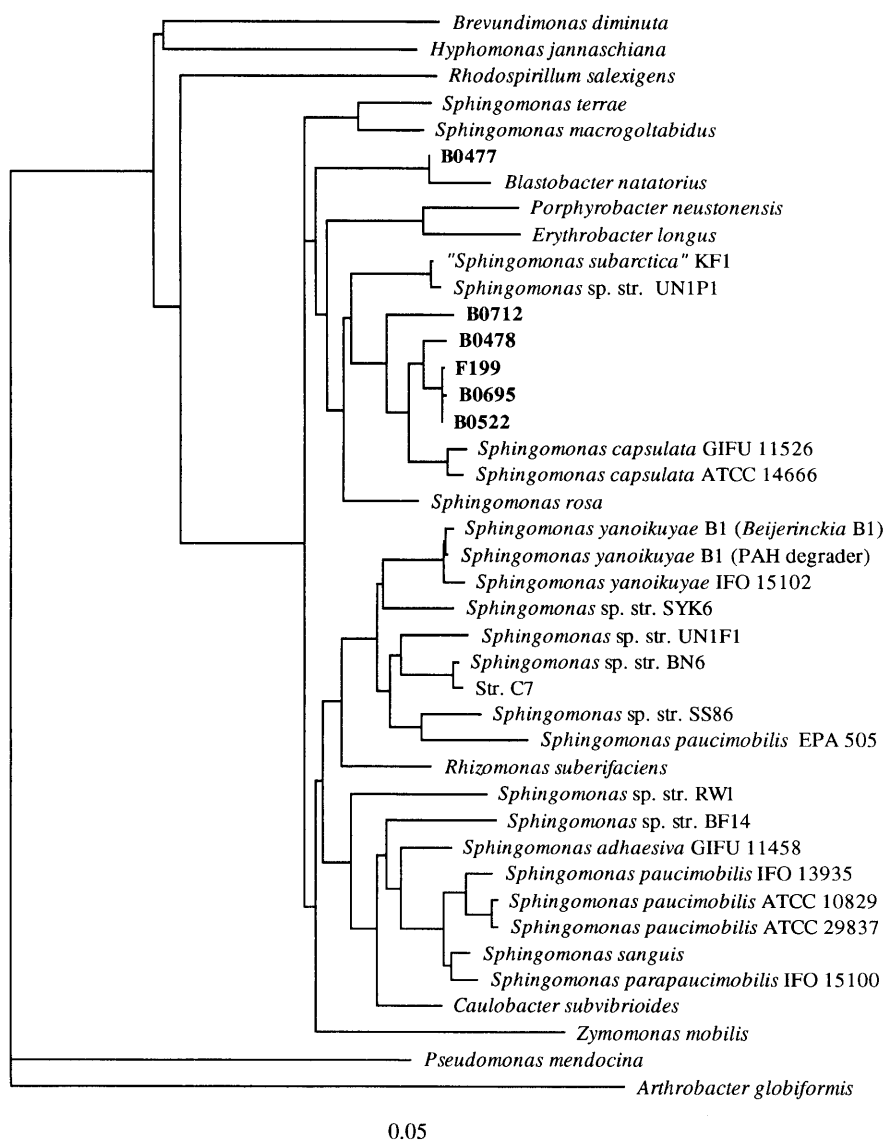 Brevundimonas diminuta
Hyphomonas jannaschiana
Rhodospirillum salexigens
Sphingomonas terrae
Sphingomonas macrogoltabidus
B0477
Blastobacter natatorius
Porphyrobacter neustonensis
Erythrobacter longus
"Sphingomonas subarctica" KF1
Sphingomonas sp. str. UN1P1
B0712
B0478
F199
B0695
B0522
Sphingomonas capsulata GIFU 11526
Sphingomonas capsulata ATCC 14666
Sphingomonas rosa
Sphingomonas yanoikuyae B1 (Beijerinckia B1)
Sphingomonas yanoikuyae B1 (PAH degrader)
Sphingomonas yanoikuyae IFO 15102
Sphingomonas sp. str. SYK6
Sphingomonas sp. str. UN1F1
Sphingomonas sp. str. BN6
Str. C7
Sphingomonas sp. str. SS86
Sphingomonas paucimobilis EPA 505
Rhizomonas suberifaciens
Sphingomonas sp. str. RW1
Sphingomonas sp. str. BF14
Sphingomonas adhaesiva GIFU 11458
Sphingomonas paucimobilis IFO 13935
Sphingomonas paucimobilis ATCC 10829
Sphingomonas paucimobilis ATCC 29837
Sphingomonas sanguis
Sphingomonas parapaucimobilis IFO 15100
Caulobacter subvibrioides
Zymomonas mobilis
Pseudomonas mendocina
Arthrobacter globiformis
0.05